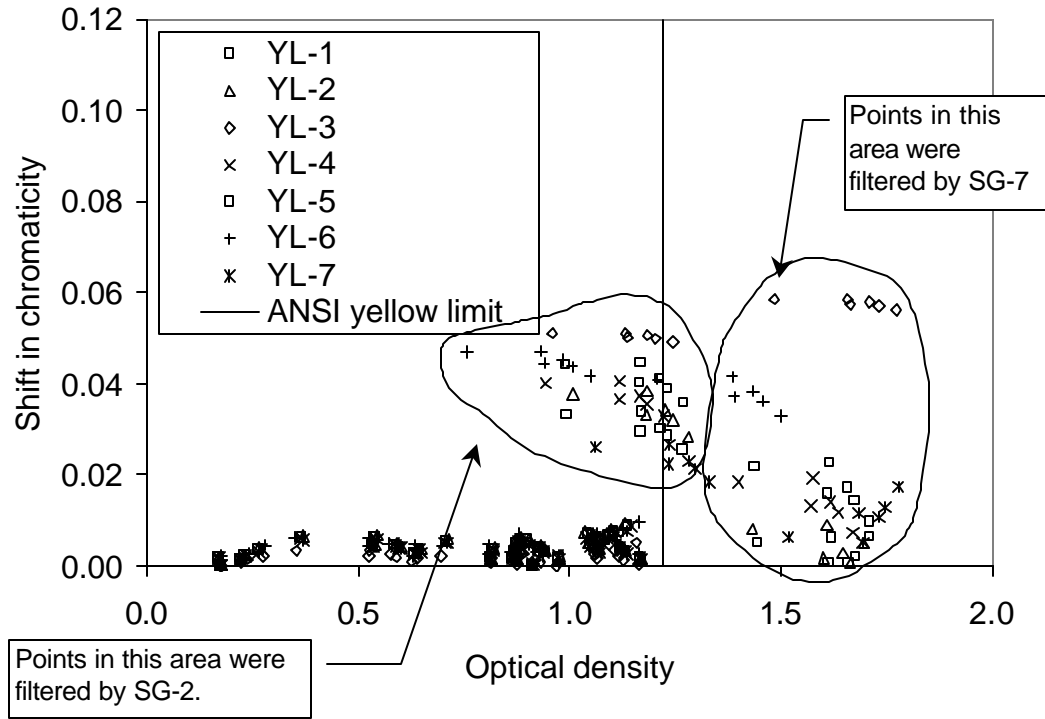 0.12
0.10
0.08
0.06
0.04
0.02
0.00
Shift in chromaticity
YL-1
YL-2
YL-3
YL-4
YL-5
YL-6
YL-7
ANSI yellow limit
Points in this
area were
filtered by SG-7
0.0 0.5 1.0 1.5 2.0
Optical density
Points in this area were
filtered by SG-2.